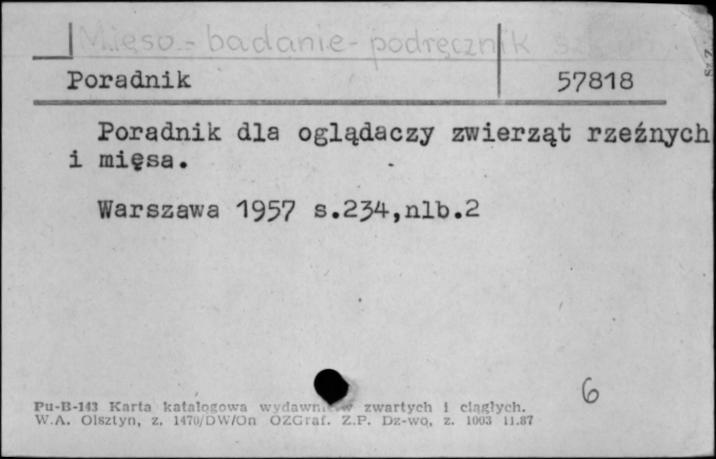 Mięso - badanie - podręcznik
Poradnik 57818
Poradnik dla oglądaczy zwierząt rzeźnych
i mięsa.
Warszawa 1957 s.234,nlb.2
6
Pu-B-143 Karta katalogowa zwartych i ciągłych.
W.A. Olsztyn, z. 1470/DW/On OZGraf. Z.P. Dz-wo, z. 1003 11.87